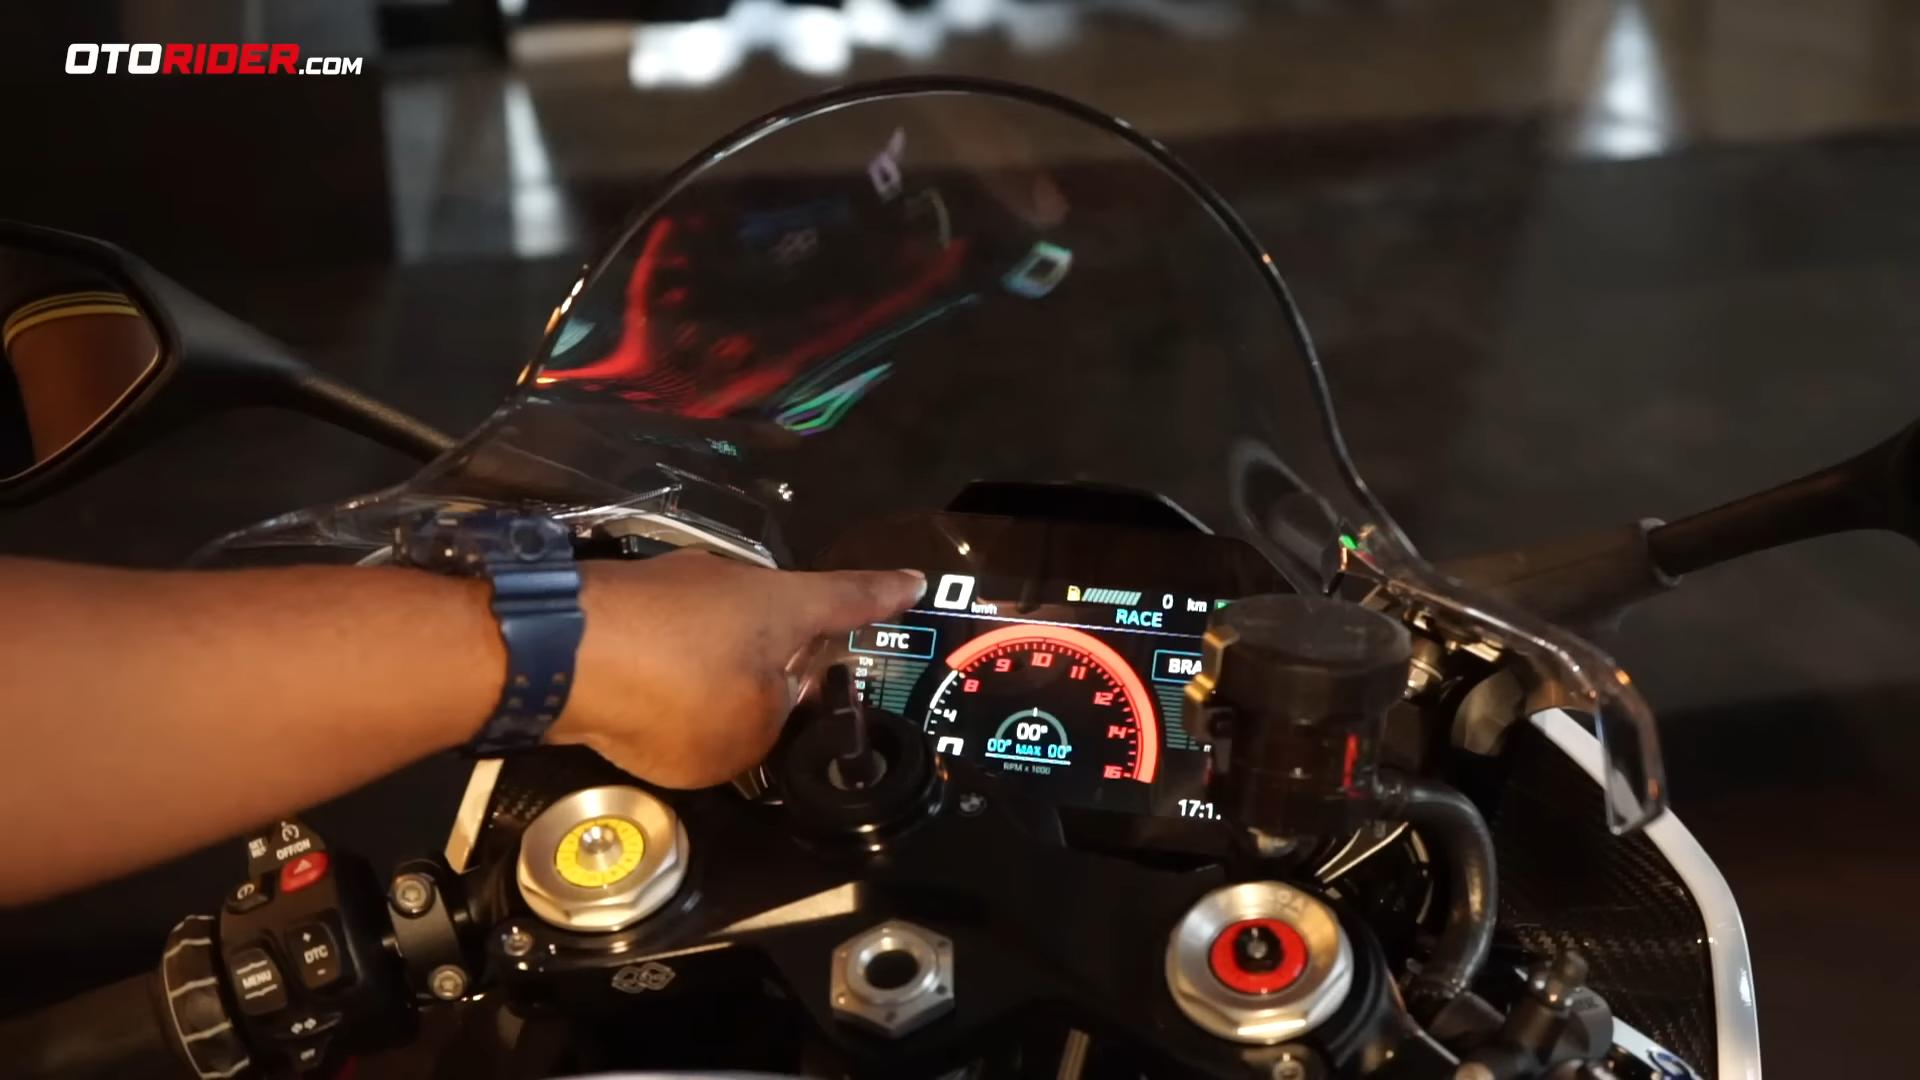 OTORIDER.COM
0 km/h
0 km
RACE
DTC
BRA
8 9 10 11 12 14 16
4
0
00°
00° MAX 00°
RPM x 1000
17:1
OFF/ON
MENU
+
DTC
-